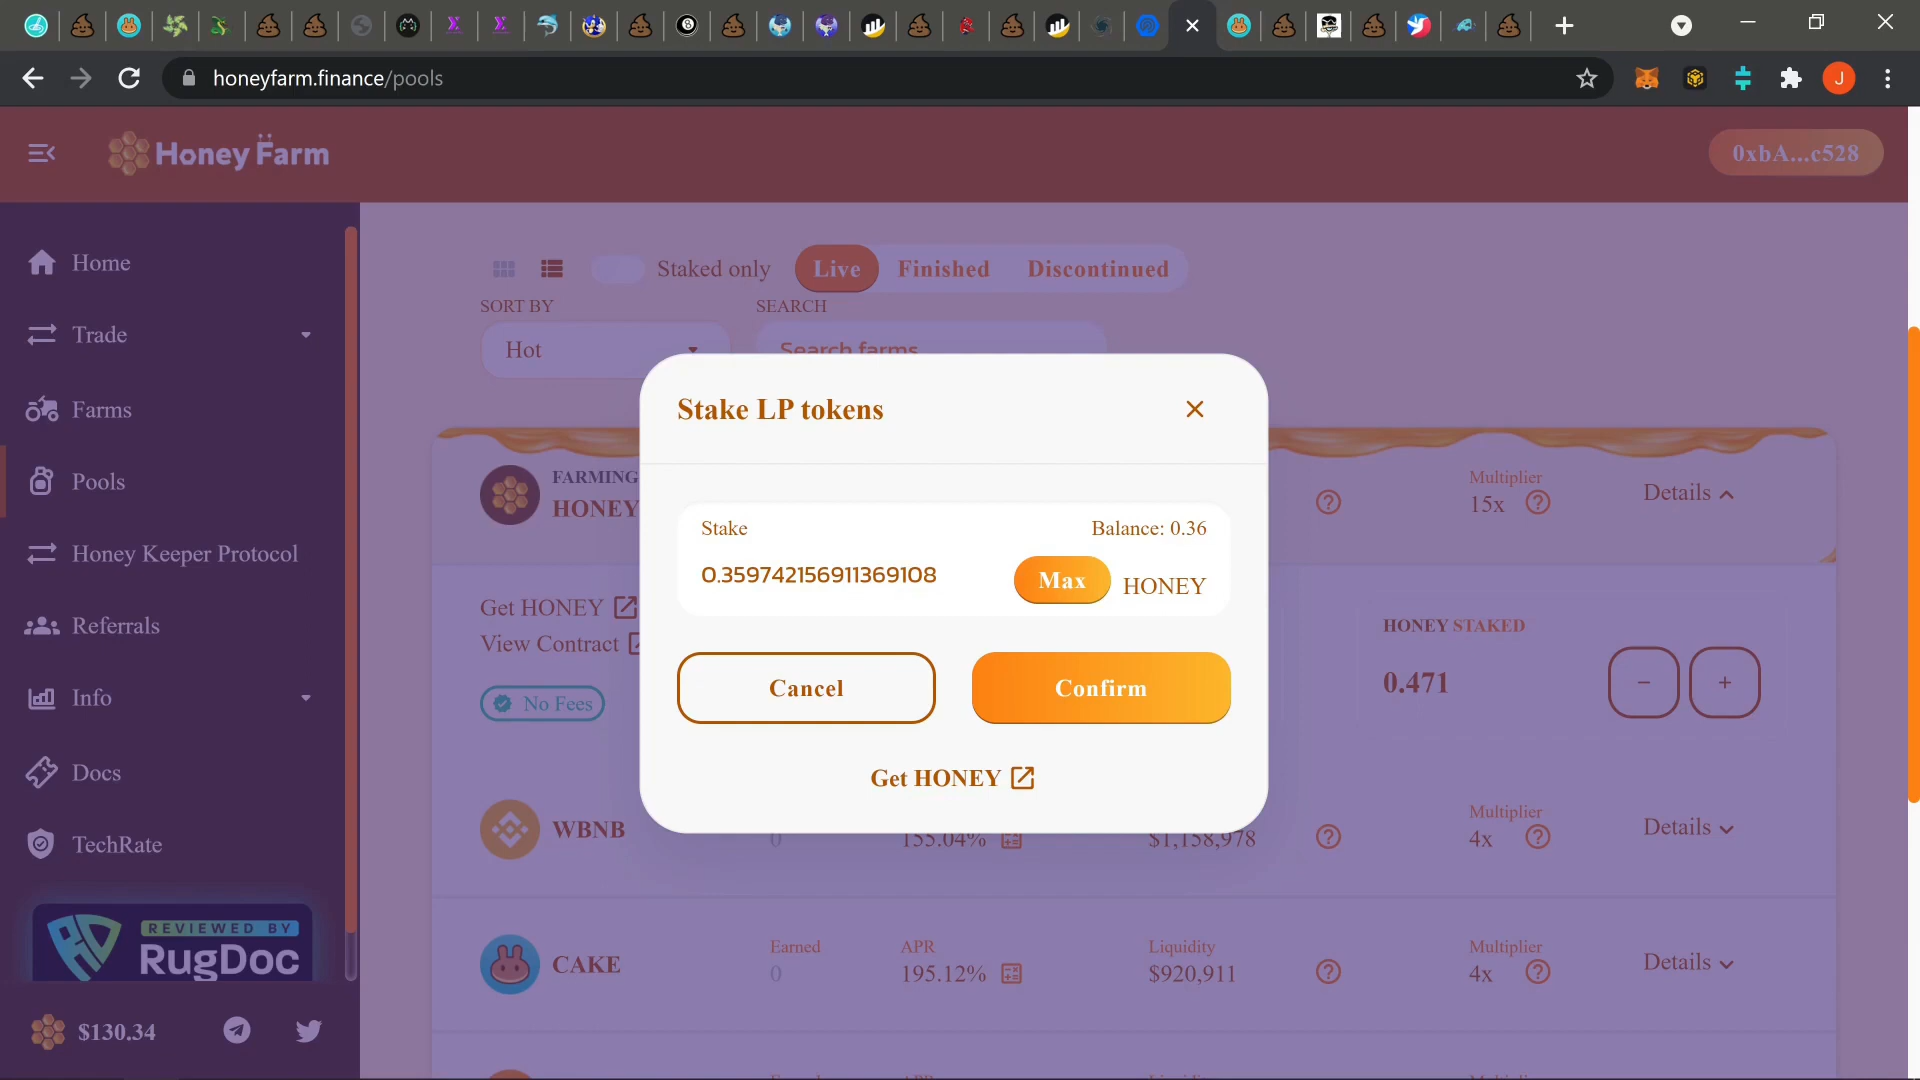 honeyfarm.finance/pools
J
Honey Farm
0xbA...c528
Home
Trade
Farms
Pools
Honey Keeper Protocol
Referrals
Info
Docs
TechRate
REVIEWED BY
RugDoc
$130.34
Staked only
Live
Finished
Discontinued
SORT BY
SEARCH
Hot
Search farms
FARMING
HONEY
Multiplier
15x
Details
Get HONEY
View Contract
No Fees
HONEY STAKED
0.471
−
+
Stake LP tokens
Stake
Balance: 0.36
0.359742156911369108
Max
HONEY
Cancel
Confirm
Get HONEY
WBNB
0
155.04%
$1,158,978
Multiplier
4x
Details
CAKE
Earned
0
APR
195.12%
Liquidity
$920,911
Multiplier
4x
Details